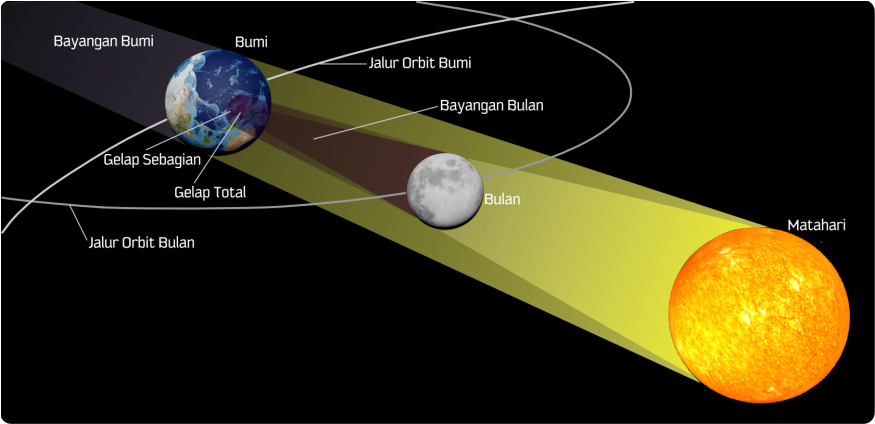 Bayangan Bumi
Bumi
Jalur Orbit Bumi
Bayangan Bulan
Gelap Sebagian
Gelap Total
Bulan
Matahari
Jalur Orbit Bulan